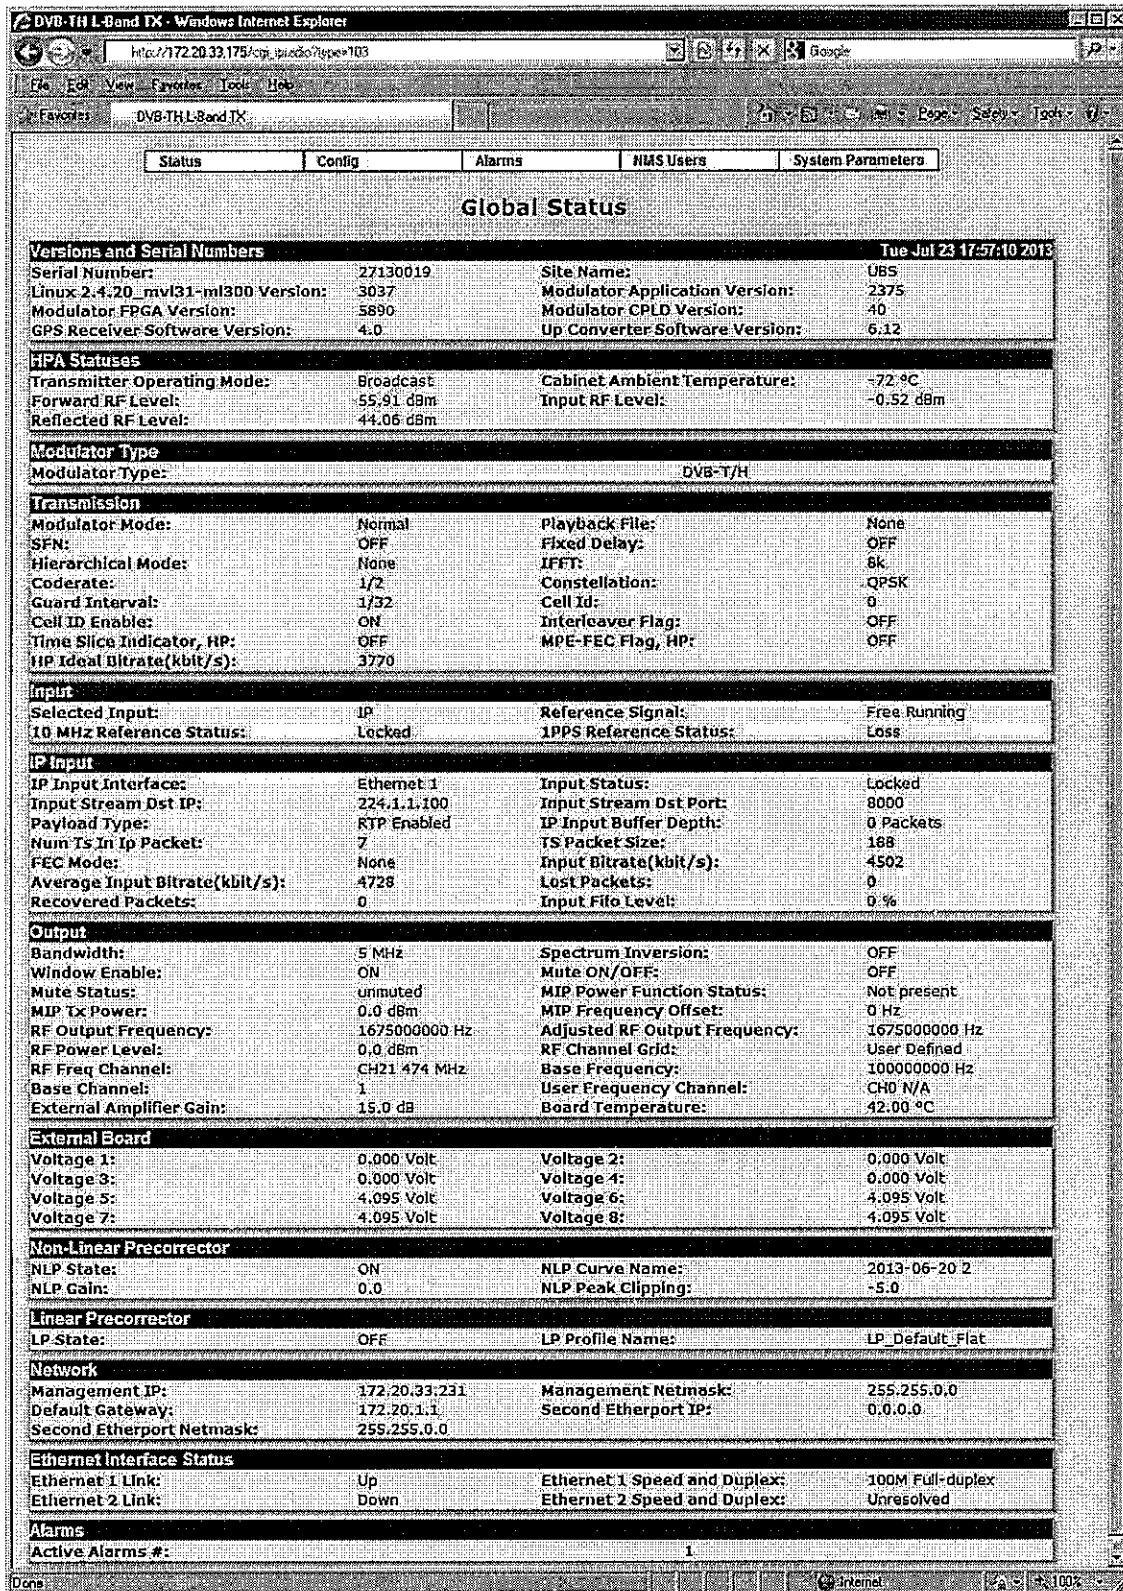 DVB-TH L-Band TX - Windows Internet Explorer
http://172.20.33.175/cgi_ipradio?type=103 Google
File Edit View Favorites Tools Help
Favorites DVB-TH L-Band TX Page Safety Tools
Status Config Alarms NMS Users System Parameters
Global Status
Versions and Serial Numbers Tue Jul 23 17:57:10 2013
Serial Number: 27130019 Site Name: UBS
Linux 2.4.20_mvl31-ml300 Version: 3037 Modulator Application Version: 2375
Modulator FPGA Version: 5890 Modulator CPLD Version: 40
GPS Receiver Software Version: 4.0 Up Converter Software Version: 6.12
HPA Statuses
Transmitter Operating Mode: Broadcast Cabinet Ambient Temperature: -72 ºC
Forward RF Level: 55.91 dBm Input RF Level: -0.52 dBm
Reflected RF Level: 44.06 dBm
Modulator Type
Modulator Type: DVB-T/H
Transmission
Modulator Mode: Normal Playback File: None
SFN: OFF Fixed Delay: OFF
Hierarchical Mode: None IFFT: 8k
Coderate: 1/2 Constellation: QPSK
Guard Interval: 1/32 Cell Id: 0
Cell ID Enable: ON Interleaver Flag: OFF
Time Slice Indicator, HP: OFF MPE-FEC Flag, HP: OFF
HP Ideal Bitrate(kbit/s): 3770
Input
Selected Input: IP Reference Signal: Free Running
10 MHz Reference Status: Locked 1PPS Reference Status: Loss
IP Input
IP Input Interface: Ethernet 1 Input Status: Locked
Input Stream Dst IP: 224.1.1.100 Input Stream Dst Port: 8000
Payload Type: RTP Enabled IP Input Buffer Depth: 0 Packets
Num Ts In Ip Packet: 7 TS Packet Size: 188
FEC Mode: None Input Bitrate(kbit/s): 4502
Average Input Bitrate(kbit/s): 4728 Lost Packets: 0
Recovered Packets: 0 Input Fifo Level: 0 %
Output
Bandwidth: 5 MHz Spectrum Inversion: OFF
Window Enable: ON Mute ON/OFF: OFF
Mute Status: unmuted MIP Power Function Status: Not present
MIP Tx Power: 0.0 dBm MIP Frequency Offset: 0 Hz
RF Output Frequency: 1675000000 Hz Adjusted RF Output Frequency: 1675000000 Hz
RF Power Level: 0.0 dBm RF Channel Grid: User Defined
RF Freq Channel: CH21 474 MHz Base Frequency: 100000000 Hz
Base Channel: 1 User Frequency Channel: CH0 N/A
External Amplifier Gain: 15.0 dB Board Temperature: 42.00 ºC
External Board
Voltage 1: 0.000 Volt Voltage 2: 0.000 Volt
Voltage 3: 0.000 Volt Voltage 4: 0.000 Volt
Voltage 5: 4.095 Volt Voltage 6: 4.095 Volt
Voltage 7: 4.095 Volt Voltage 8: 4.095 Volt
Non-Linear Precorrector
NLP State: ON NLP Curve Name: 2013-06-20 2
NLP Gain: 0.0 NLP Peak Clipping: -5.0
Linear Precorrector
LP State: OFF LP Profile Name: LP_Default_Flat
Network
Management IP: 172.20.33.231 Management Netmask: 255.255.0.0
Default Gateway: 172.20.1.1 Second Etherport IP: 0.0.0.0
Second Etherport Netmask: 255.255.0.0
Ethernet Interface Status
Ethernet 1 Link: Up Ethernet 1 Speed and Duplex: 100M Full-duplex
Ethernet 2 Link: Down Ethernet 2 Speed and Duplex: Unresolved
Alarms
Active Alarms #: 1
Done Internet 100%